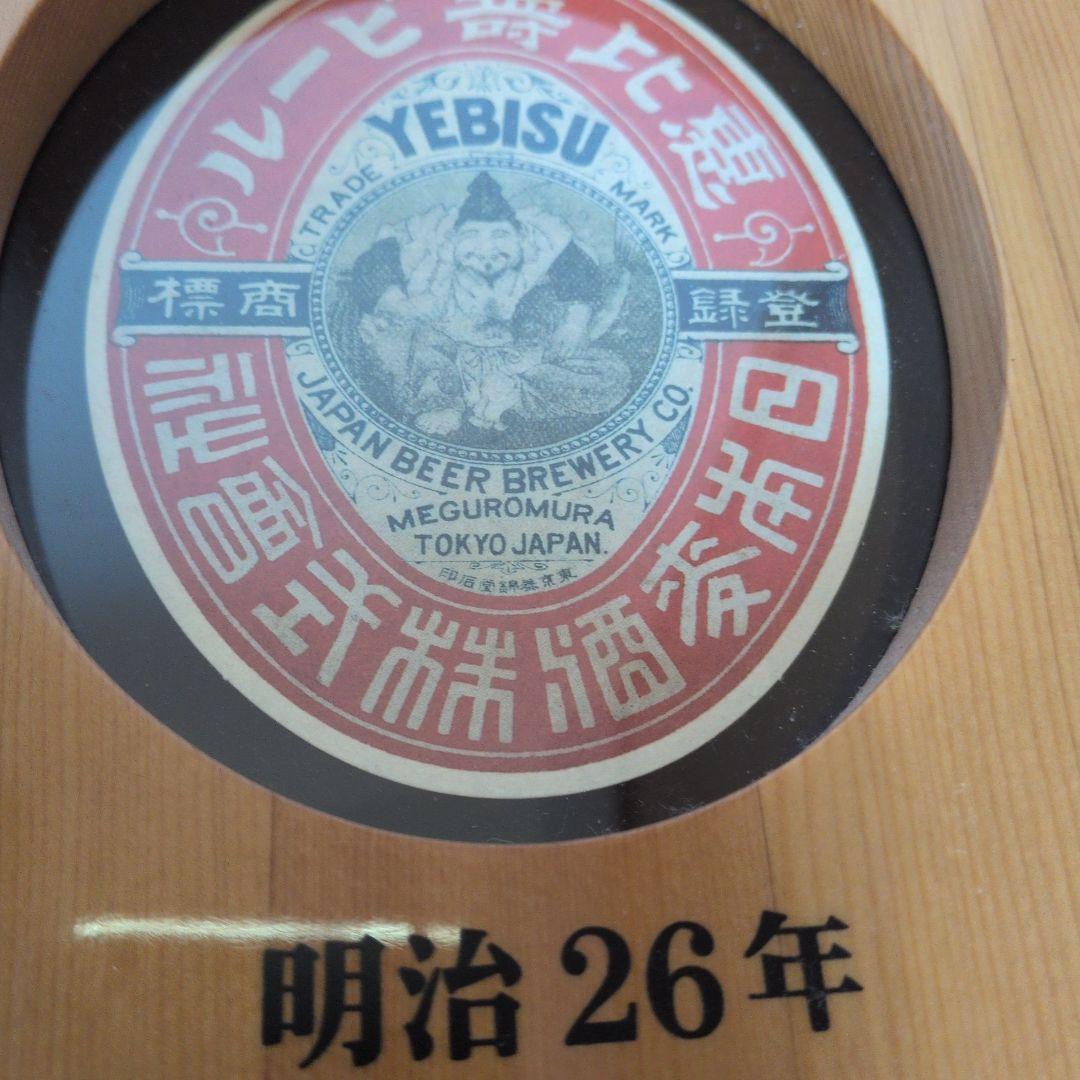 惠比壽ビール
YEBISU
TRADE MARK
登録商標
JAPAN BEER BREWERY CO.
MEGUROMURA
TOKYO JAPAN.
日本麥酒株式會社
明治26年